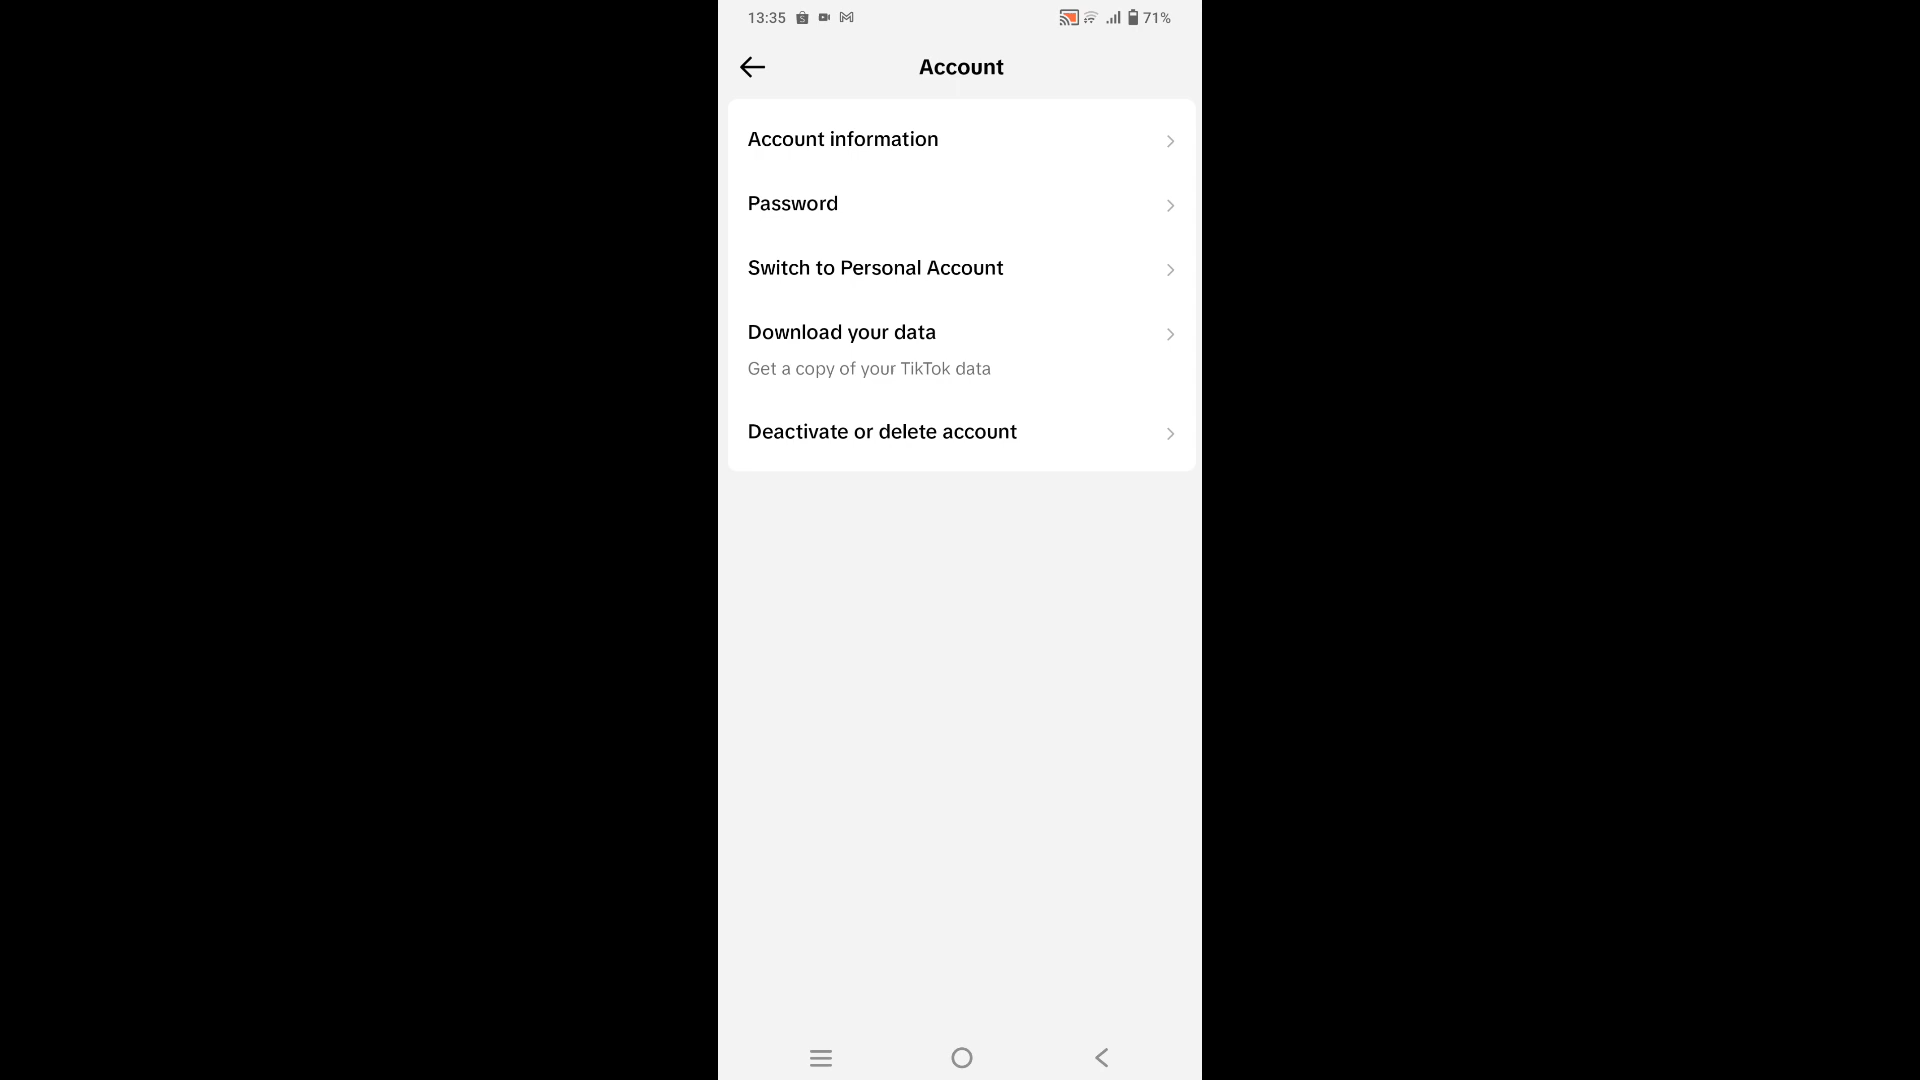 13:35 71%
Account
Account information
Password
Switch to Personal Account
Download your data
Get a copy of your TikTok data
Deactivate or delete account